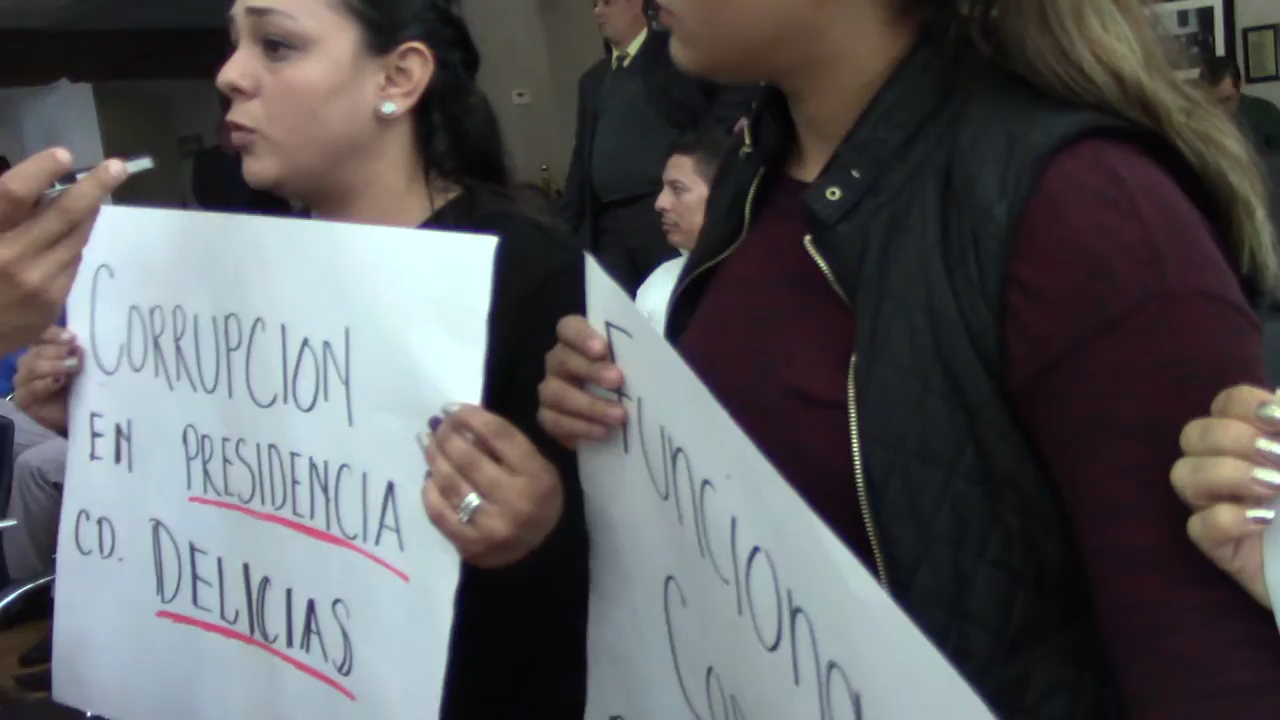 CORRUPCION
EN PRESIDENCIA
CD. DELICIAS
Funciona